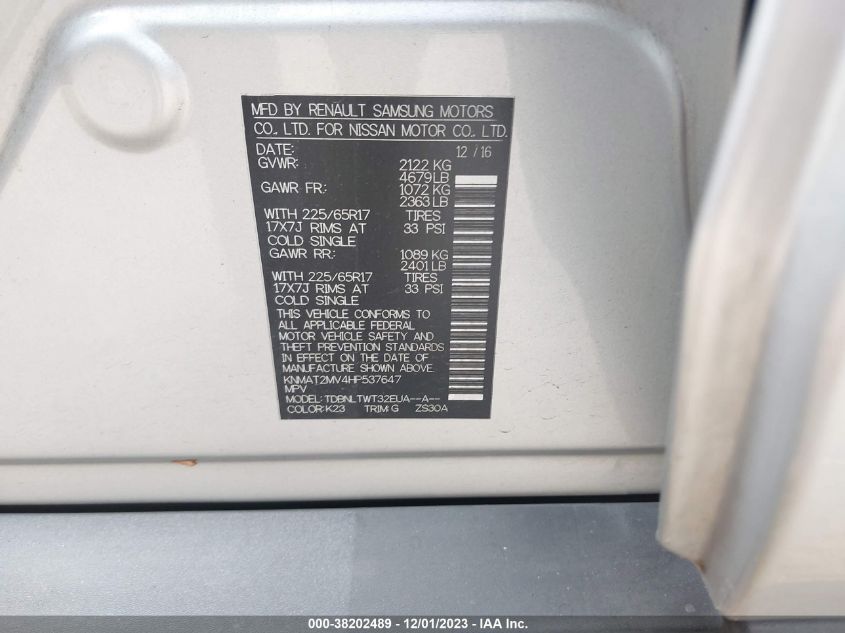 MFD BY RENAULT SAMSUNG MOTORS
CO., LTD. FOR NISSAN MOTOR CO., LTD.
DATE: 12 / 16
GVWR: 2122 KG
4679 LB
GAWR FR: 1072 KG
2363 LB
WITH 225/65R17 TIRES
17X7J RIMS AT 33 PSI
COLD SINGLE
GAWR RR: 1089 KG
2401 LB
WITH 225/65R17 TIRES
17X7J RIMS AT 33 PSI
COLD SINGLE
THIS VEHICLE CONFORMS TO
ALL APPLICABLE FEDERAL
MOTOR VEHICLE SAFETY AND
THEFT PREVENTION STANDARDS
IN EFFECT ON THE DATE OF
MANUFACTURE SHOWN ABOVE.
KNMAT2MV4HP537647
MPV
MODEL: TDBNLTWT32EUA--A--
COLOR: K23 TRIM: G ZS30A
000-38202489 - 12/01/2023 - IAA Inc.